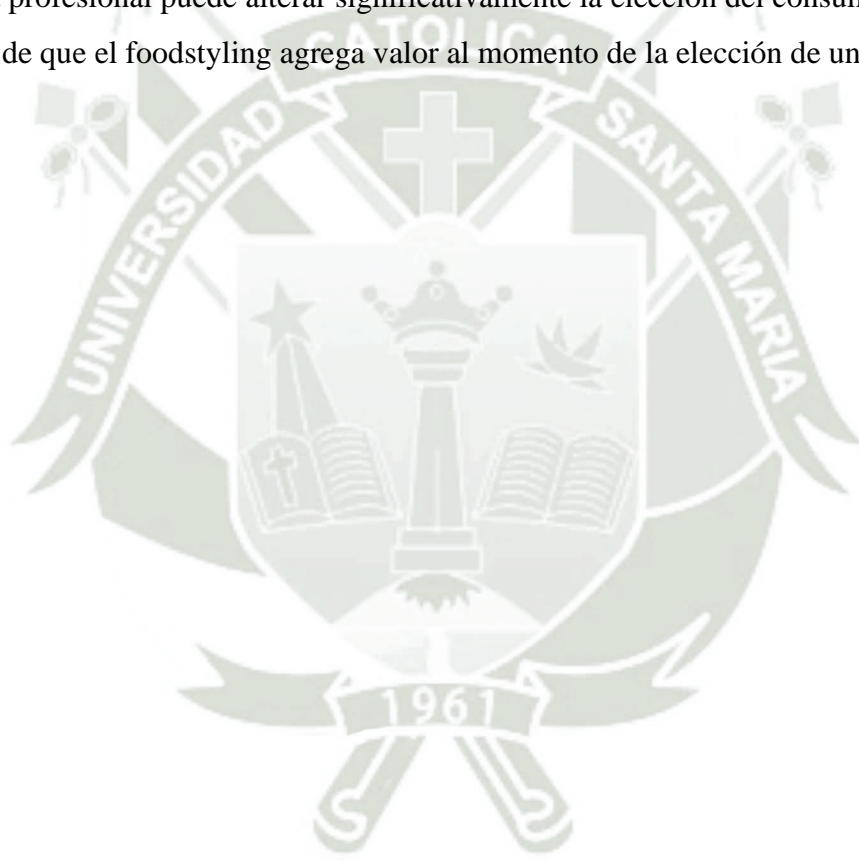 profesional puede alterar significativamente la elección del consu
de que el foodstyling agrega valor al momento de la elección de un
UNIVERSIDAD CATOLICA SANTA MARIA
1961